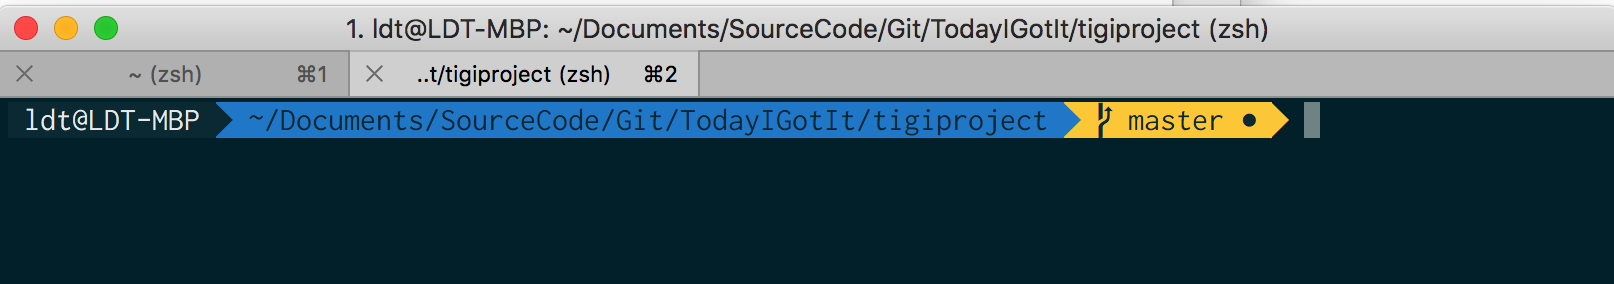 1. ldt@LDT-MBP: ~/Documents/SourceCode/Git/TodayIGotIt/tigiproject (zsh)
~ (zsh) ⌘1 ..t/tigiproject (zsh) ⌘2
ldt@LDT-MBP ~/Documents/SourceCode/Git/TodayIGotIt/tigiproject master ●